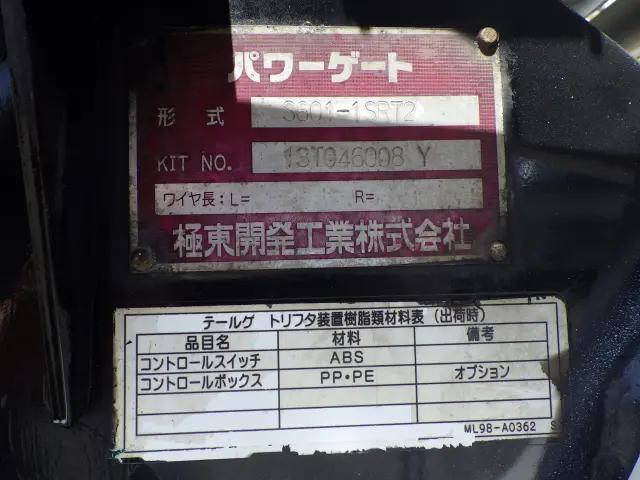 パワーゲート
形式 S601-1SRT2
KIT NO. 13T046008 Y
ワイヤ長:L= R=
極東開発工業株式会社
テールゲ トリフタ装置樹脂類材料表(出荷時)
品目名 材料 備考
コントロールスイッチ ABS
コントロールボックス PP・PE オプション
ML98-A0362 S